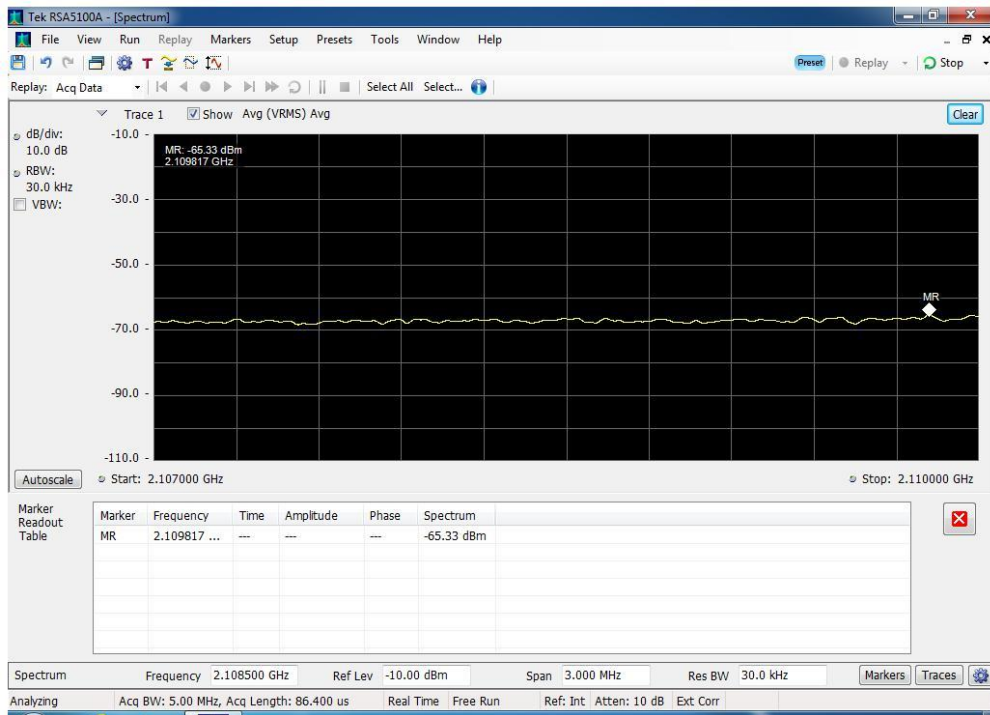 Tek RSA5100A - [Spectrum]
File View Run Replay Markers Setup Presets Tools Window Help
Preset Replay Stop
Replay: Acq Data Select All Select...
Trace 1 Show Avg (VRMS) Avg Clear
dB/div:
10.0 dB
RBW:
30.0 kHz
VBW:
-10.0
-30.0
-50.0
-70.0
-90.0
-110.0
MR: -65.33 dBm
2.109817 GHz
MR
Autoscale Start: 2.107000 GHz Stop: 2.110000 GHz
Marker
Readout
Table
Marker Frequency Time Amplitude Phase Spectrum
MR 2.109817 ... --- --- --- -65.33 dBm
Spectrum Frequency 2.108500 GHz Ref Lev -10.00 dBm Span 3.000 MHz Res BW 30.0 kHz Markers Traces
Analyzing Acq BW: 5.00 MHz, Acq Length: 86.400 us Real Time Free Run Ref: Int Atten: 10 dB Ext Corr